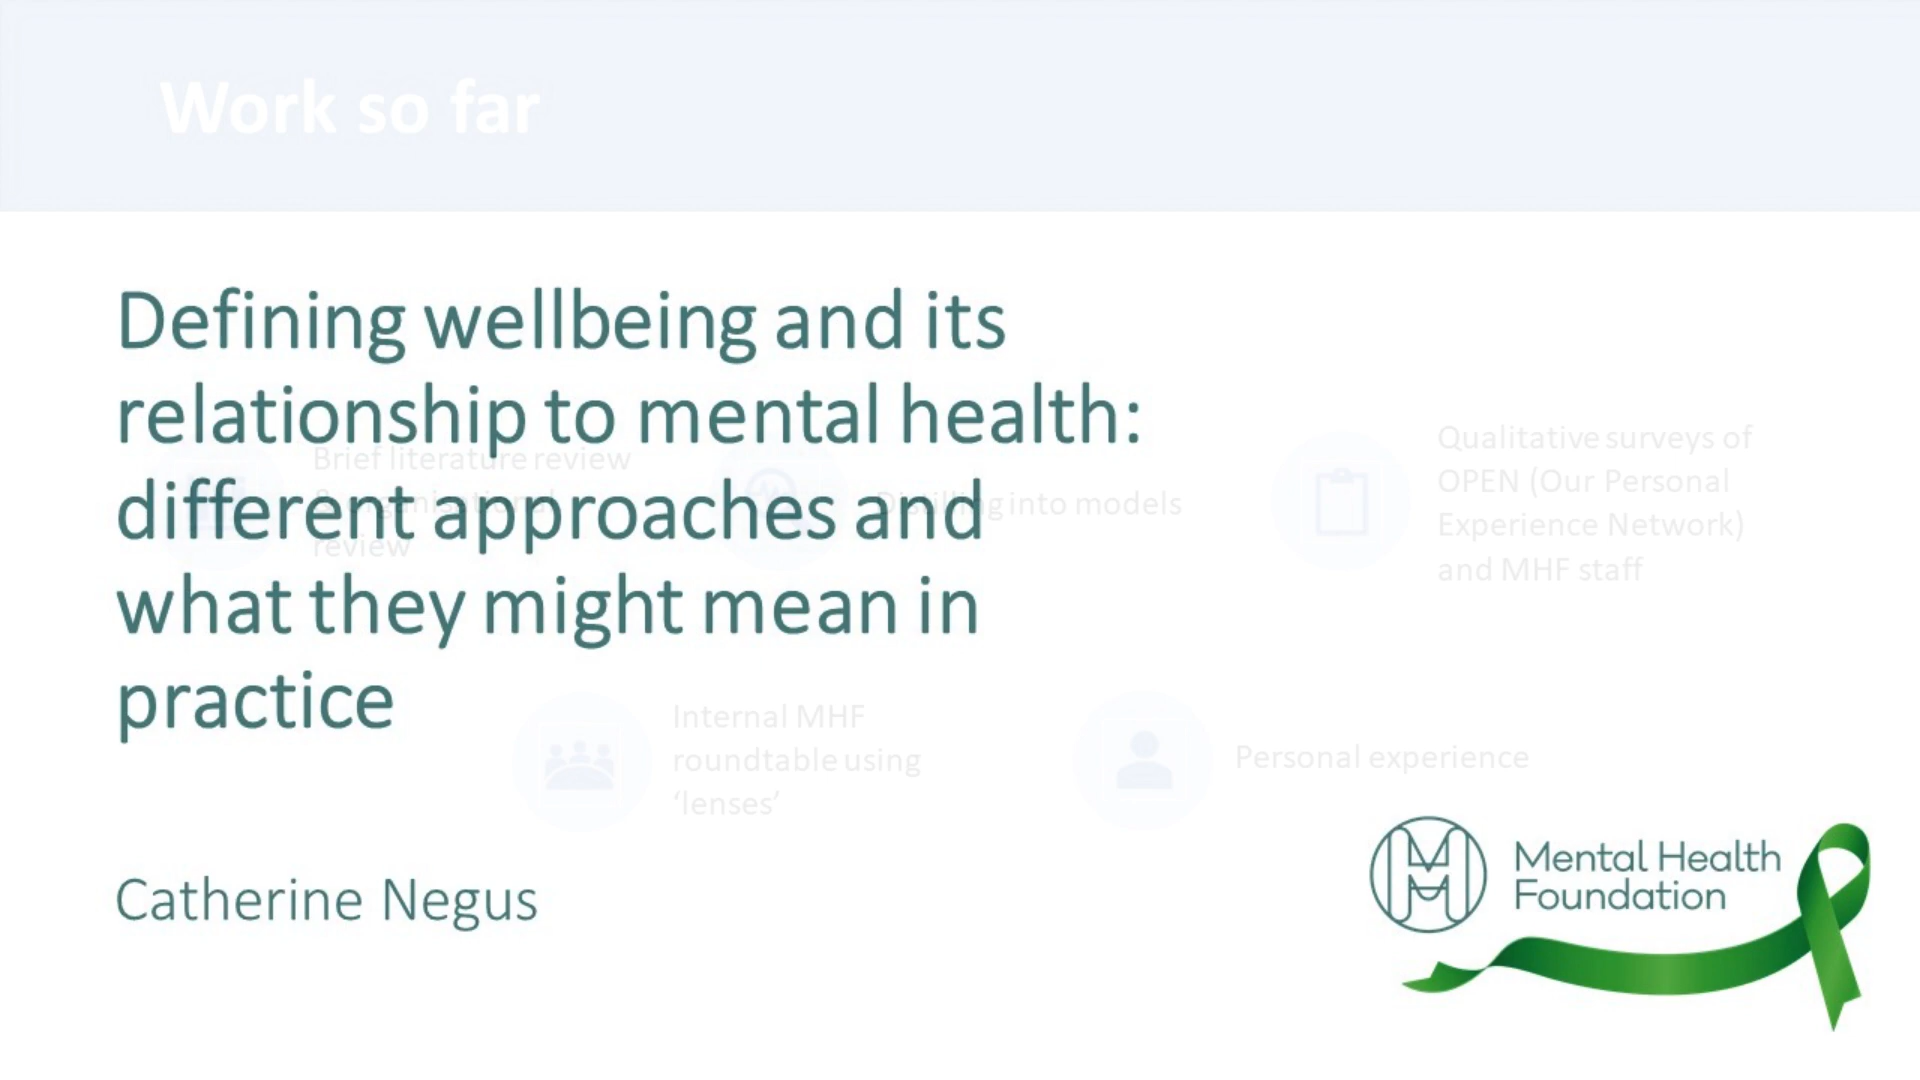 Work so far
Defining wellbeing and its
relationship to mental health:
different approaches and
what they might mean in
practice
Brief literature review
& organisational
review
Distilling into models
Qualitative surveys of
OPEN (Our Personal
Experience Network)
and MHF staff
Internal MHF
roundtable using
‘lenses’
Personal experience
Catherine Negus
Mental Health
Foundation